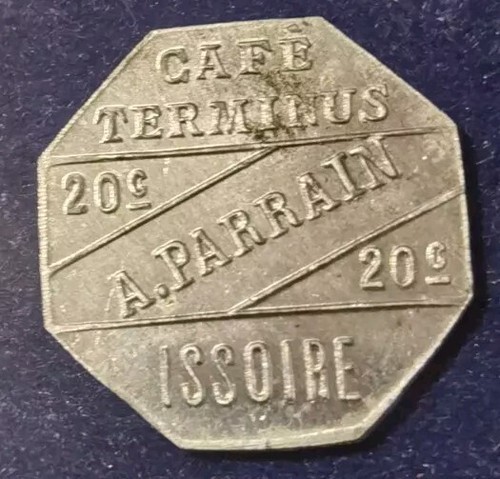 CAFÉ
TERMINUS
20c
A. PARRAIN
20c
ISSOIRE